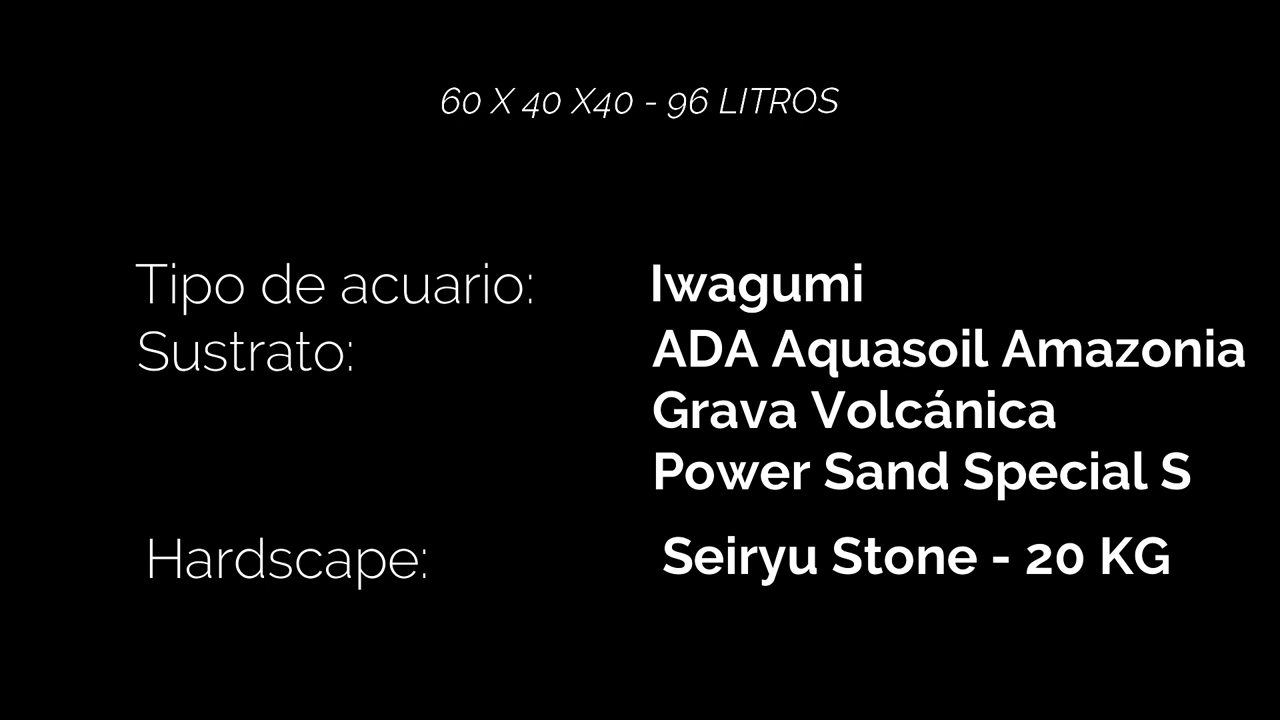 60 X 40 X40 - 96 LITROS
Tipo de acuario: Iwagumi
Sustrato: ADA Aquasoil Amazonia
Grava Volcánica
Power Sand Special S
Hardscape: Seiryu Stone - 20 KG